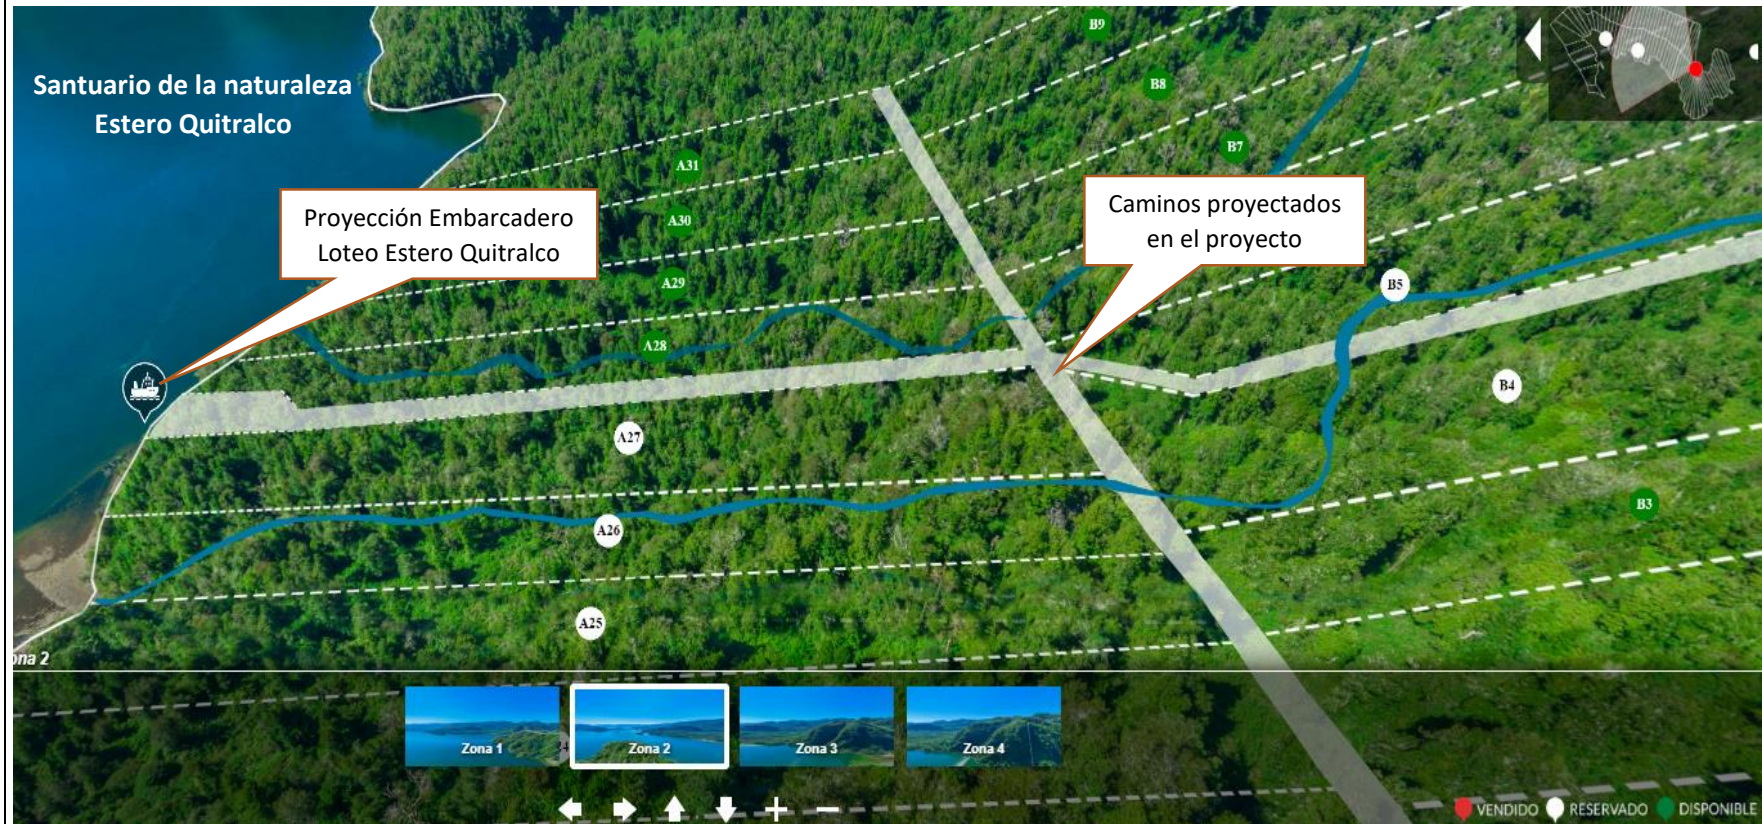 Santuario de la naturaleza
Estero Quitralco
B9
B8
B7
A31
Proyección Embarcadero
Loteo Estero Quitralco
Caminos proyectados
en el proyecto
A30
A29
B5
A28
B4
A27
B3
A26
A25
ona 2
Zona 1
Zona 2
Zona 3
Zona 4
VENDIDO
RESERVADO
DISPONIBLE